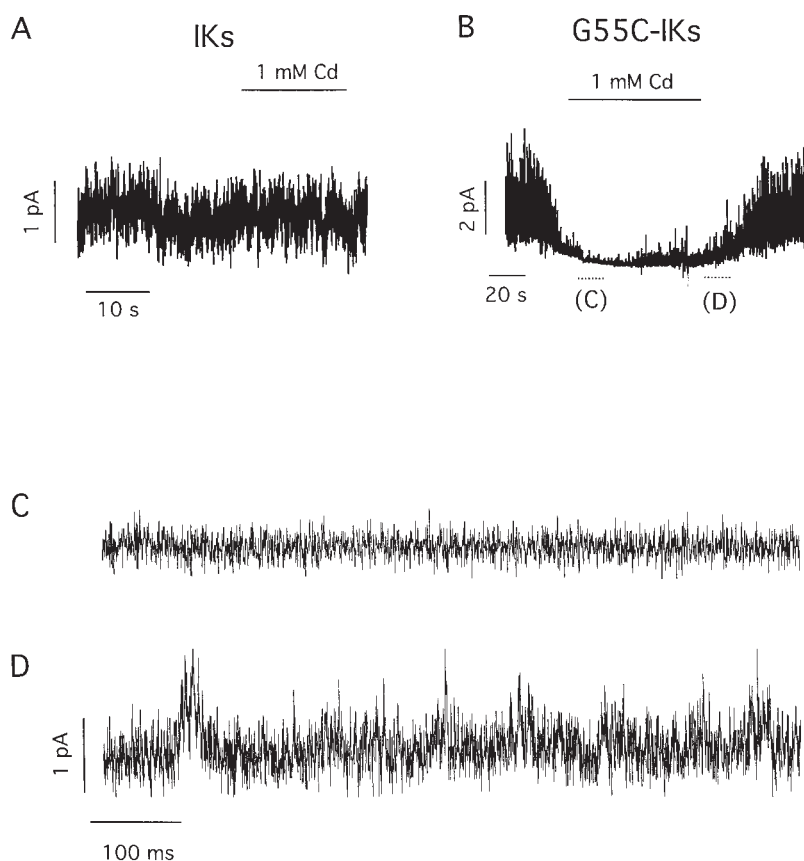 A
IKs
1 mM Cd
1 pA
10 s
B
G55C-IKs
1 mM Cd
2 pA
20 s
(C)
(D)
C
D
1 pA
100 ms